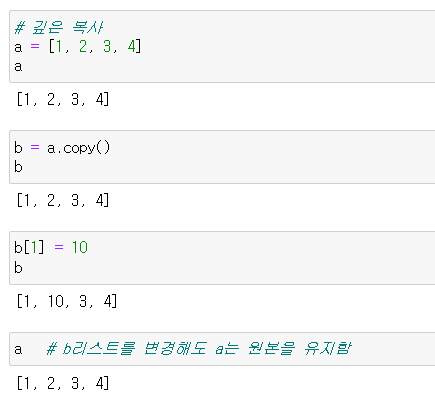 # 깊은 복사
a = [1, 2, 3, 4]
a
[1, 2, 3, 4]
b = a.copy()
b
[1, 2, 3, 4]
b[1] = 10
b
[1, 10, 3, 4]
a   # b리스트를 변경해도 a는 원본을 유지함
[1, 2, 3, 4]